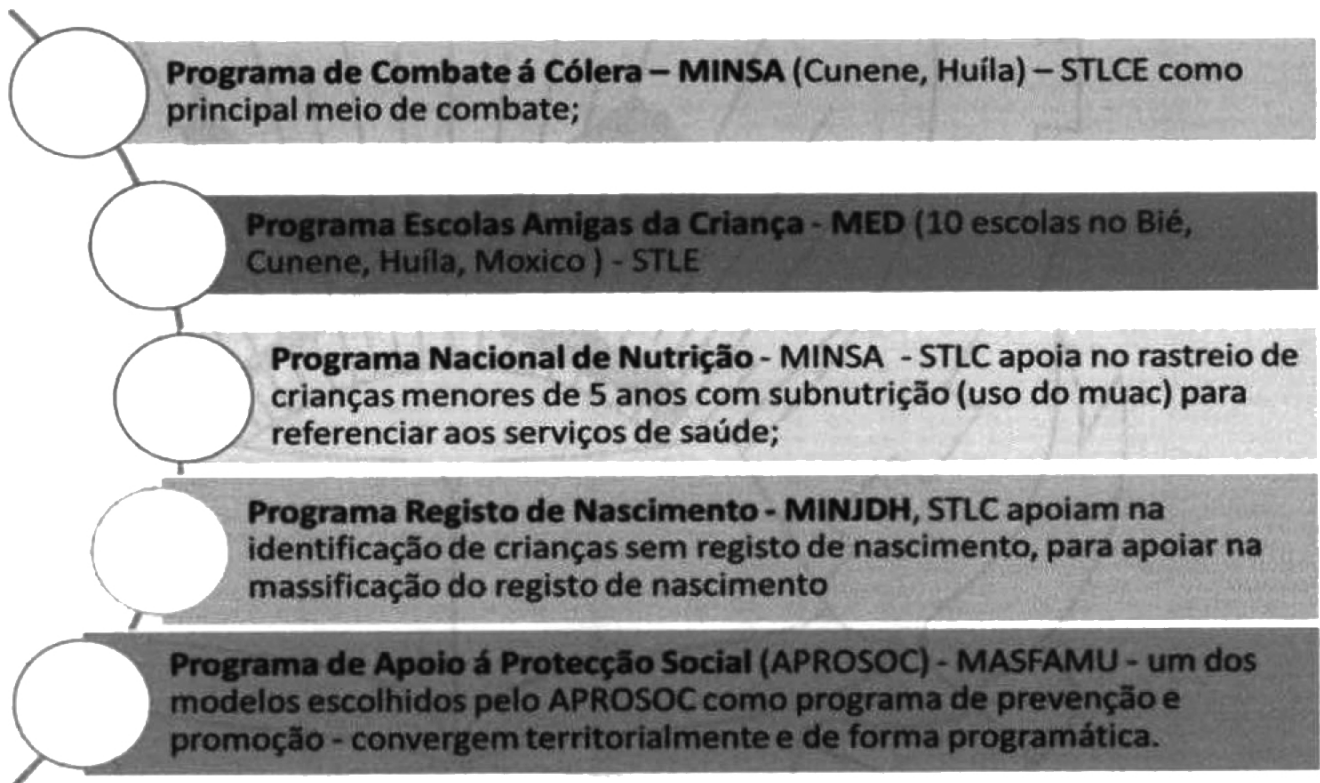 Programa de Combate á Cólera – MINSA (Cunene, Huíla) – STLCE como
principal meio de combate;
Programa Escolas Amigas da Criança - MED (10 escolas no Bié,
Cunene, Huíla, Moxico ) - STLE
Programa Nacional de Nutrição - MINSA - STLC apoia no rastreio de
crianças menores de 5 anos com subnutrição (uso do muac) para
referenciar aos serviços de saúde;
Programa Registo de Nascimento - MINJDH, STLC apoiam na
identificação de crianças sem registo de nascimento, para apoiar na
massificação do registo de nascimento
Programa de Apoio á Protecção Social (APROSOC) - MASFAMU - um dos
modelos escolhidos pelo APROSOC como programa de prevenção e
promoção - convergem territorialmente e de forma programática.